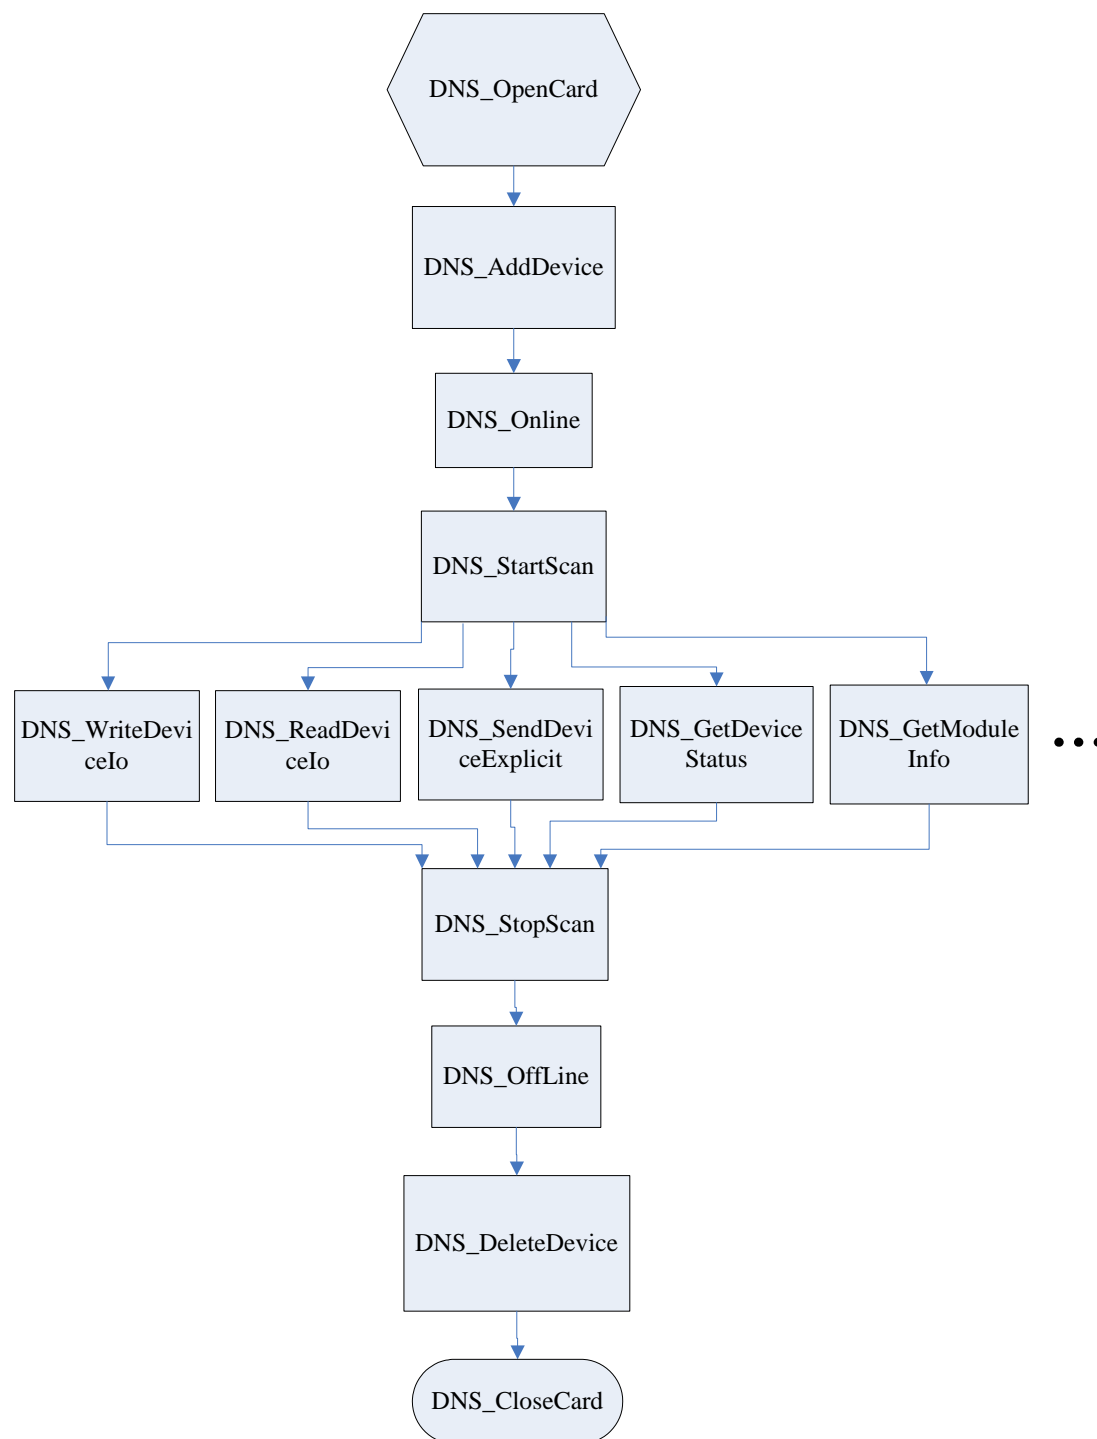 DNS_OpenCard
DNS_AddDevice
DNS_Online
DNS_StartScan
DNS_WriteDevi
ceIo
DNS_ReadDevi
ceIo
DNS_SendDevi
ceExplicit
DNS_GetDevice
Status
DNS_GetModule
Info
...
DNS_StopScan
DNS_OffLine
DNS_DeleteDevice
DNS_CloseCard